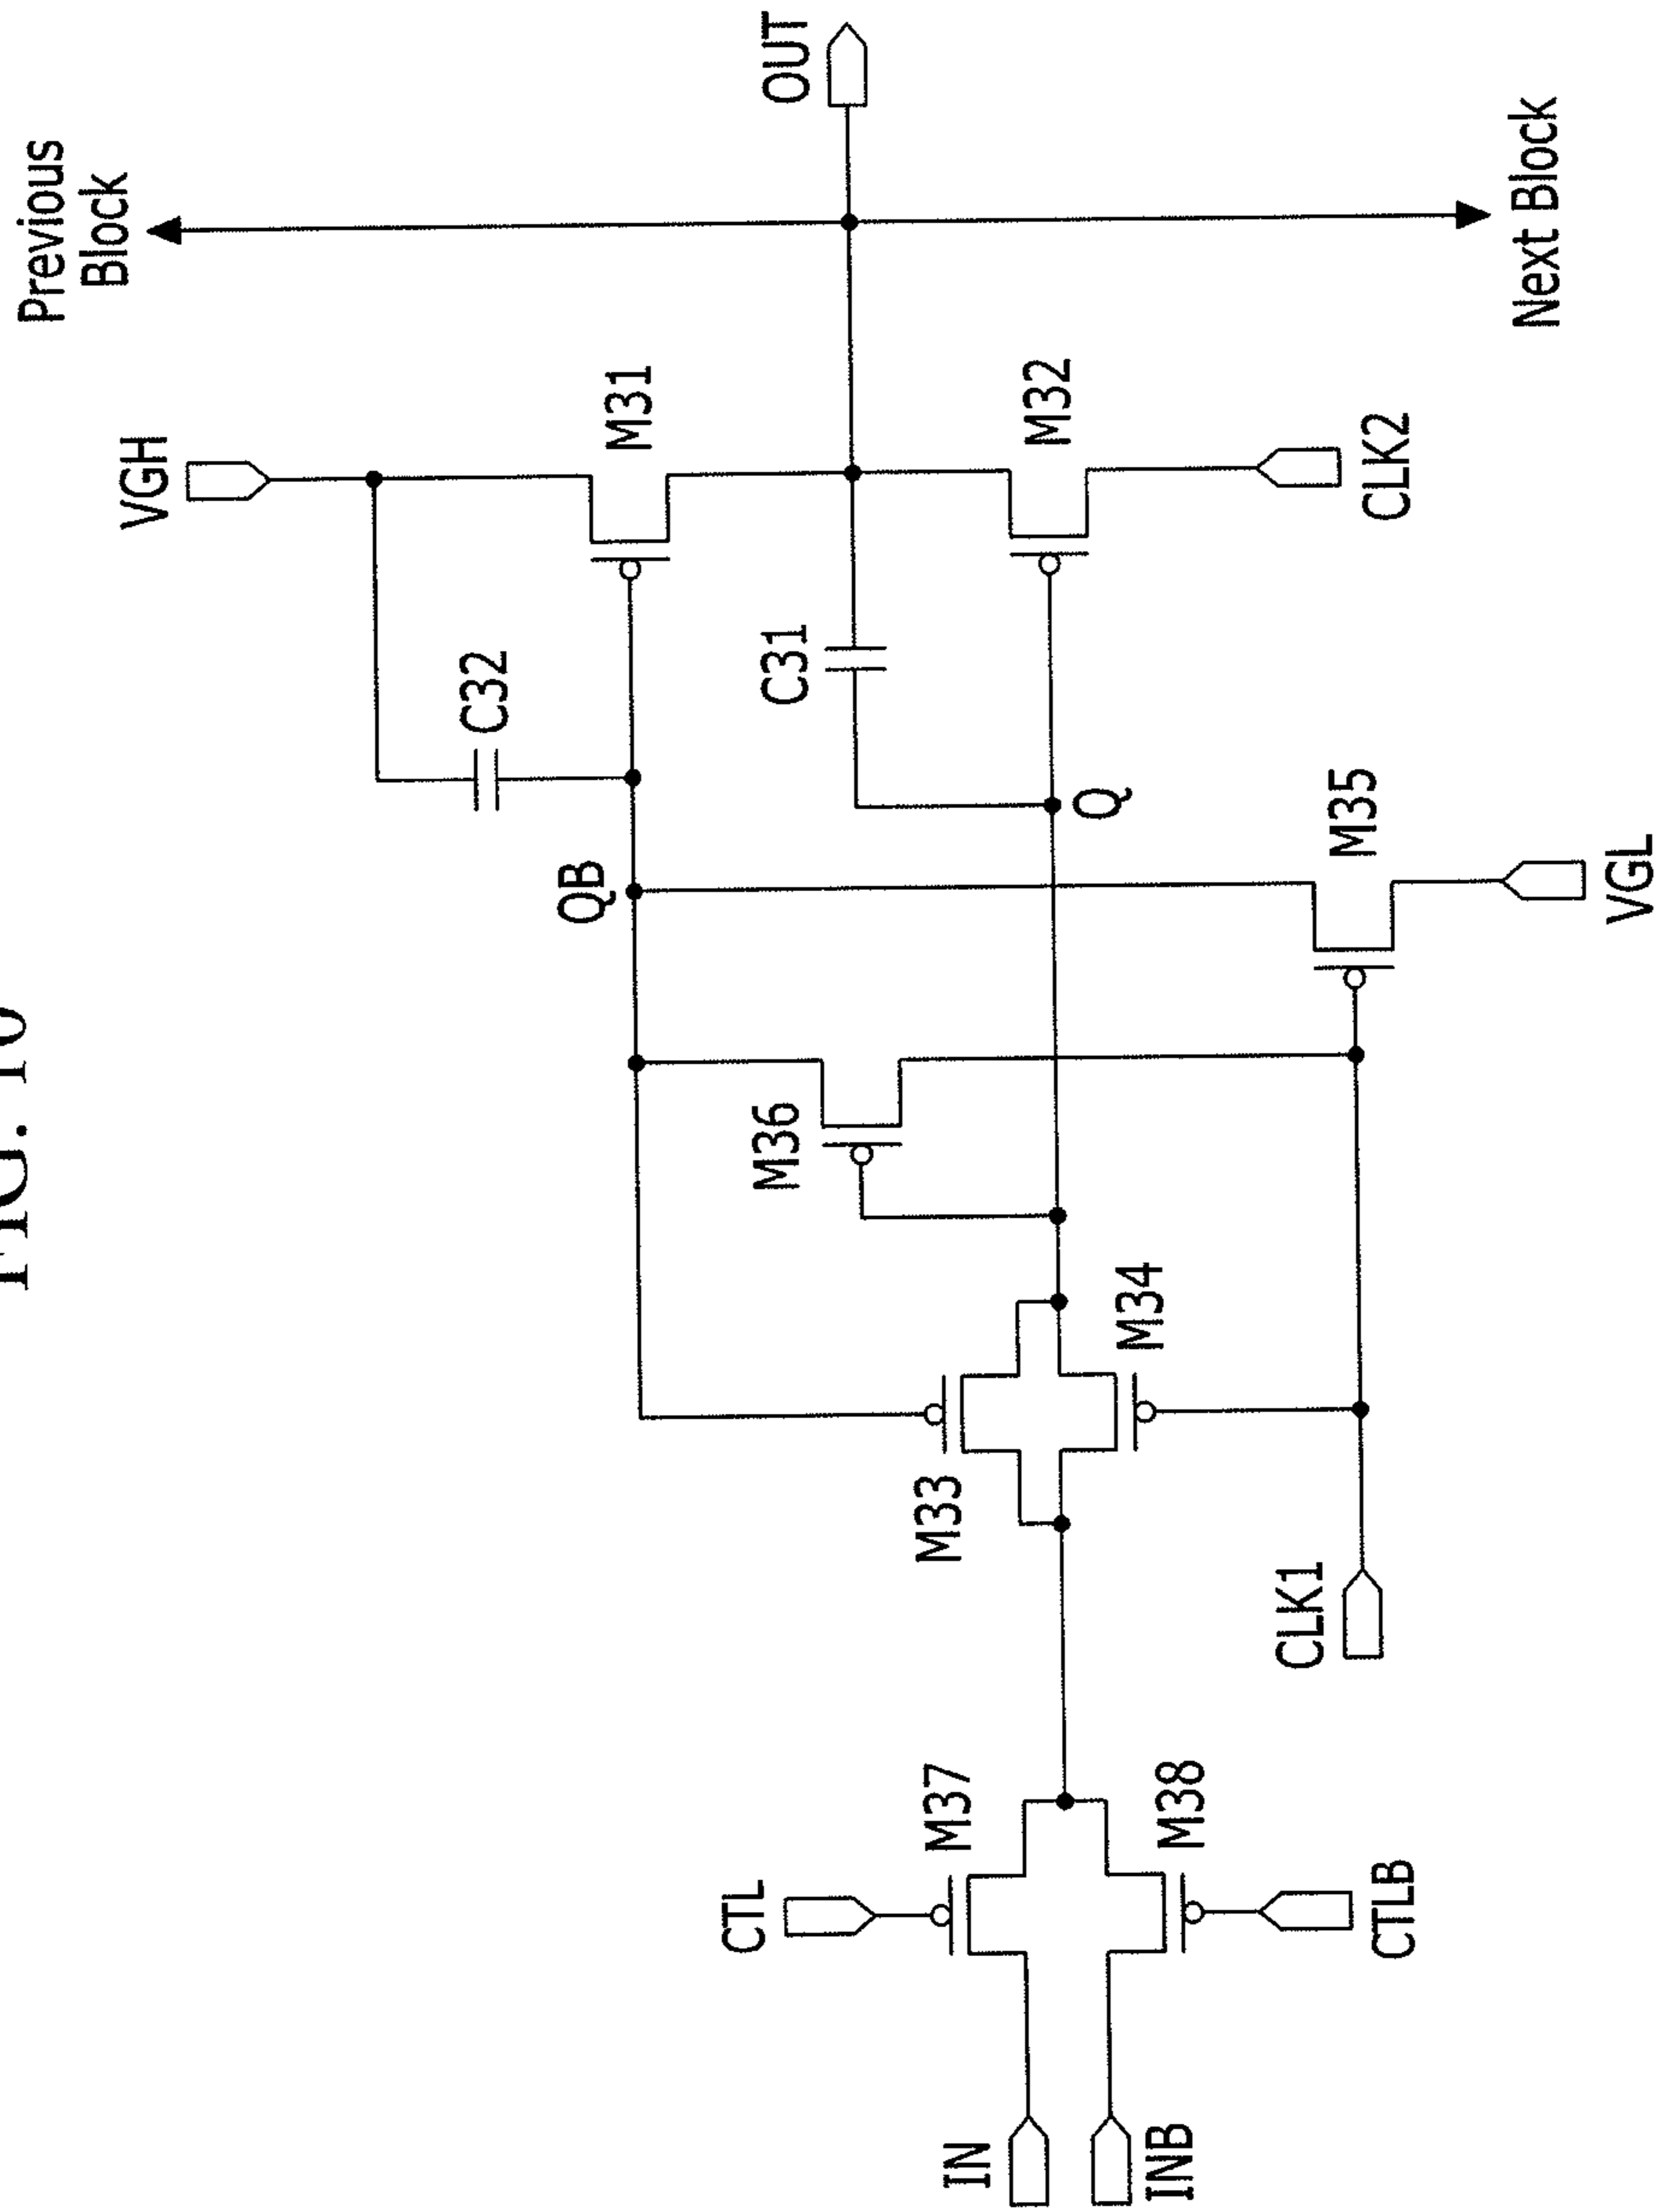 FIG. 10
Previous
Block
VGH
OUT
C32
M31
QB
C31
M36
M32
Q
CTL
M37
M33
M34
IN
INB
M38
CTLB
CLK1
M35
CLK2
VGL
Next Block